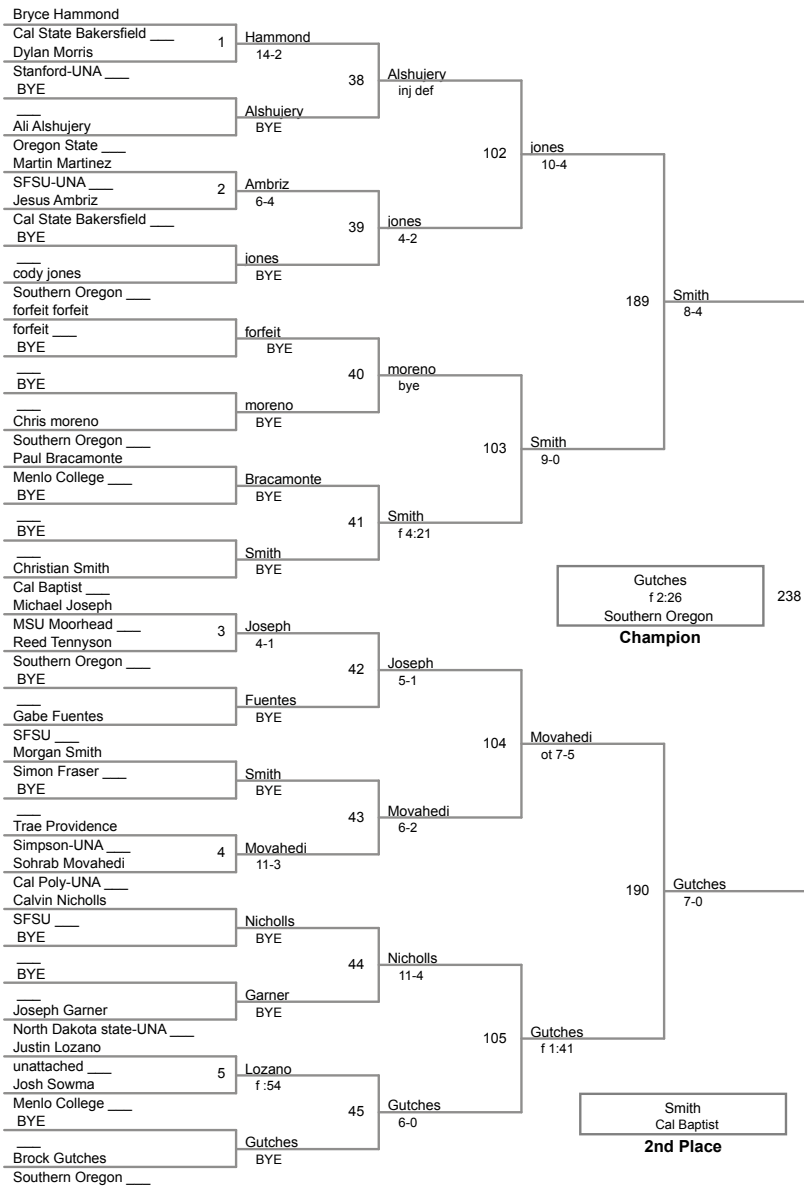 Bryce Hammond
Cal State Bakersfield ___
1
Hammond
14-2
Dylan Morris
Stanford-UNA ___
38
Alshujery
inj def
BYE
___
Alshujery
BYE
Ali Alshujery
Oregon State ___
102
jones
10-4
Martin Martinez
SFSU-UNA ___
2
Ambriz
6-4
Jesus Ambriz
Cal State Bakersfield ___
39
jones
4-2
BYE
___
jones
BYE
cody jones
Southern Oregon ___
189
Smith
8-4
forfeit forfeit
forfeit ___
forfeit
BYE
BYE
___
40
moreno
bye
BYE
___
moreno
BYE
Chris moreno
Southern Oregon ___
103
Smith
9-0
Paul Bracamonte
Menlo College ___
Bracamonte
BYE
BYE
___
41
Smith
f 4:21
BYE
___
Smith
BYE
Christian Smith
Cal Baptist ___
Gutches
f 2:26
Southern Oregon
238
Champion
Michael Joseph
MSU Moorhead ___
3
Joseph
4-1
Reed Tennyson
Southern Oregon ___
42
Joseph
5-1
BYE
___
Fuentes
BYE
Gabe Fuentes
SFSU ___
104
Movahedi
ot 7-5
Morgan Smith
Simon Fraser ___
Smith
BYE
BYE
___
43
Movahedi
6-2
Trae Providence
Simpson-UNA ___
4
Movahedi
11-3
Sohrab Movahedi
Cal Poly-UNA ___
190
Gutches
7-0
Calvin Nicholls
SFSU ___
Nicholls
BYE
BYE
___
44
Nicholls
11-4
BYE
___
Garner
BYE
Joseph Garner
North Dakota state-UNA ___
105
Gutches
f 1:41
Justin Lozano
unattached ___
5
Lozano
f :54
Josh Sowma
Menlo College ___
45
Gutches
6-0
BYE
___
Gutches
BYE
Brock Gutches
Southern Oregon ___
Smith
Cal Baptist
2nd Place